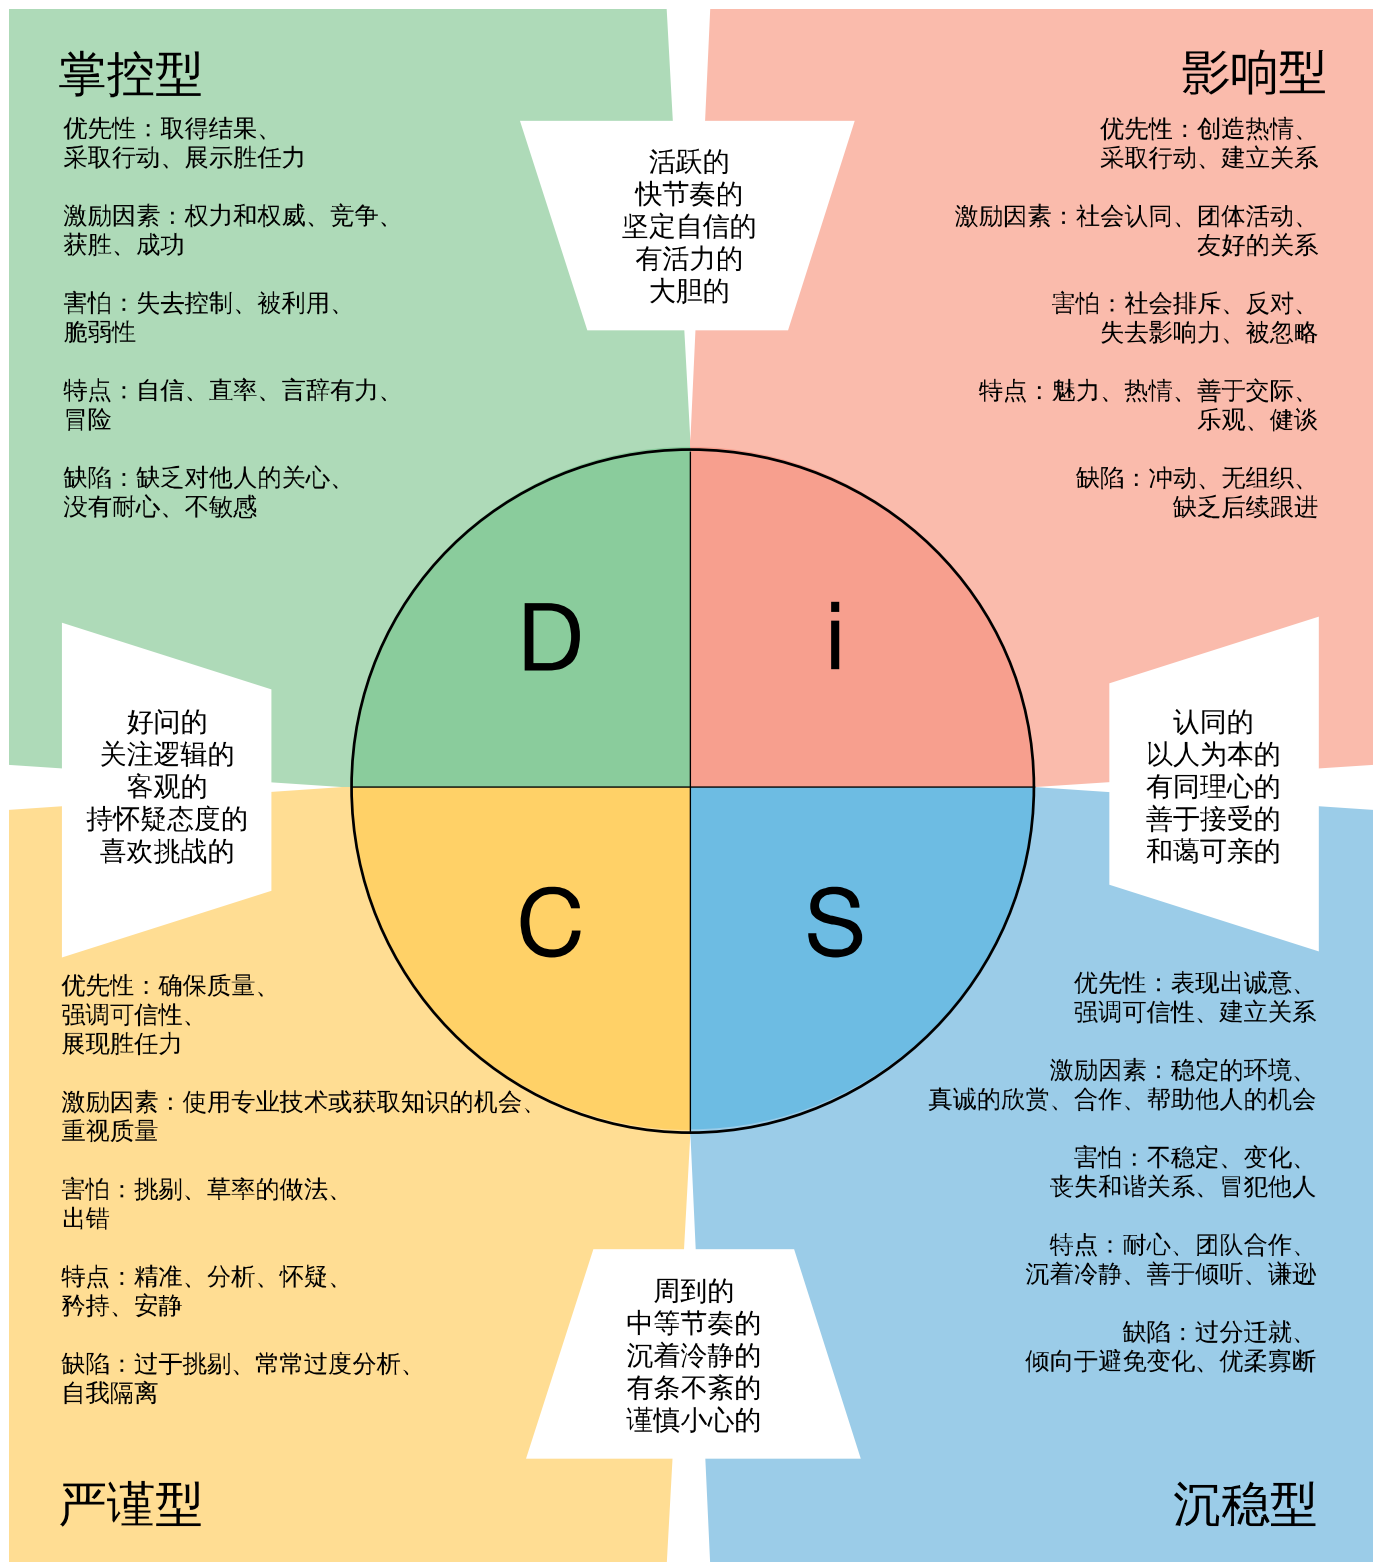 掌控型
优先性：取得结果、
采取行动、展示胜任力
激励因素：权力和权威、竞争、
获胜、成功
害怕：失去控制、被利用、
脆弱性
特点：自信、直率、言辞有力、
冒险
缺陷：缺乏对他人的关心、
没有耐心、不敏感
活跃的
快节奏的
坚定自信的
有活力的
大胆的
影响型
优先性：创造热情、
采取行动、建立关系
激励因素：社会认同、团体活动、
友好的关系
害怕：社会排斥、反对、
失去影响力、被忽略
特点：魅力、热情、善于交际、
乐观、健谈
缺陷：冲动、无组织、
缺乏后续跟进
D
i
好问的
关注逻辑的
客观的
持怀疑态度的
喜欢挑战的
认同的
以人为本的
有同理心的
善于接受的
和蔼可亲的
C
S
优先性：确保质量、
强调可信性、
展现胜任力
激励因素：使用专业技术或获取知识的机会、
重视质量
害怕：挑剔、草率的做法、
出错
特点：精准、分析、怀疑、
矜持、安静
缺陷：过于挑剔、常常过度分析、
自我隔离
严谨型
周到的
中等节奏的
沉着泠静的
有条不紊的
谨慎小心的
优先性：表现出诚意、
强调可信性、建立关系
激励因素：稳定的环境、
真诚的欣赏、合作、帮助他人的机会
害怕：不稳定、变化、
丧失和谐关系、冒犯他人
特点：耐心、团队合作、
沉着冷静、善于倾听、谦逊
缺陷：过分迁就、
倾向于避免变化、优柔寡断
沉稳型